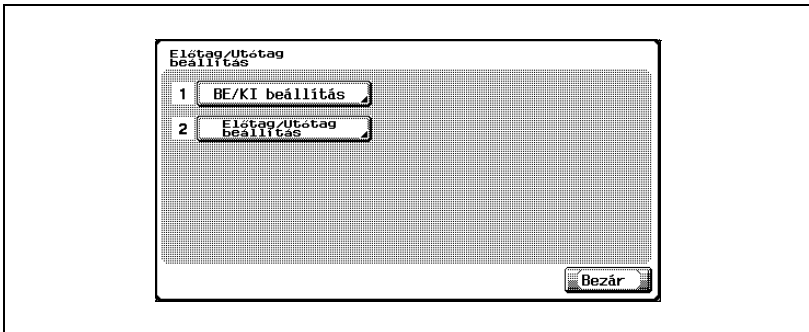 Előtag/Utótag
beállítás
1 BE/KI beállítás
2 Előtag/Utótag
beállítás
Bezár